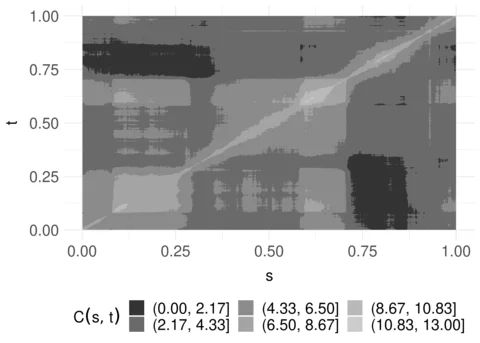 1.00
0.75
0.50
0.25
0.00
t
0.00 0.25 0.50 0.75 1.00
s
C(s, t) (0.00, 2.17] (4.33, 6.50] (8.67, 10.83]
(2.17, 4.33] (6.50, 8.67] (10.83, 13.00]